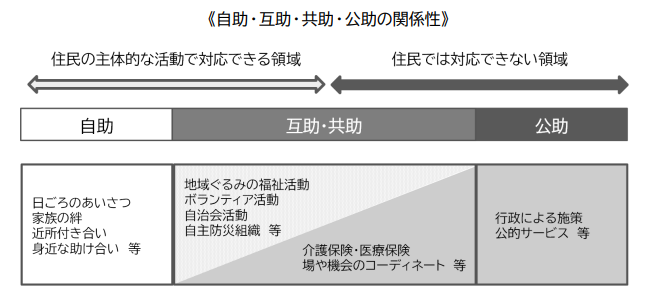 《自助・互助・共助・公助の関係性》
住民の主体的な活動で対応できる領域
住民では対応できない領域
自助
互助・共助
公助
日ごろのあいさつ
家族の絆
近所付き合い
身近な助け合い 等
地域ぐるみの福祉活動
ボランティア活動
自治会活動
自主防災組織 等
介護保険・医療保険
場や機会のコーディネート 等
行政による施策
公的サービス 等